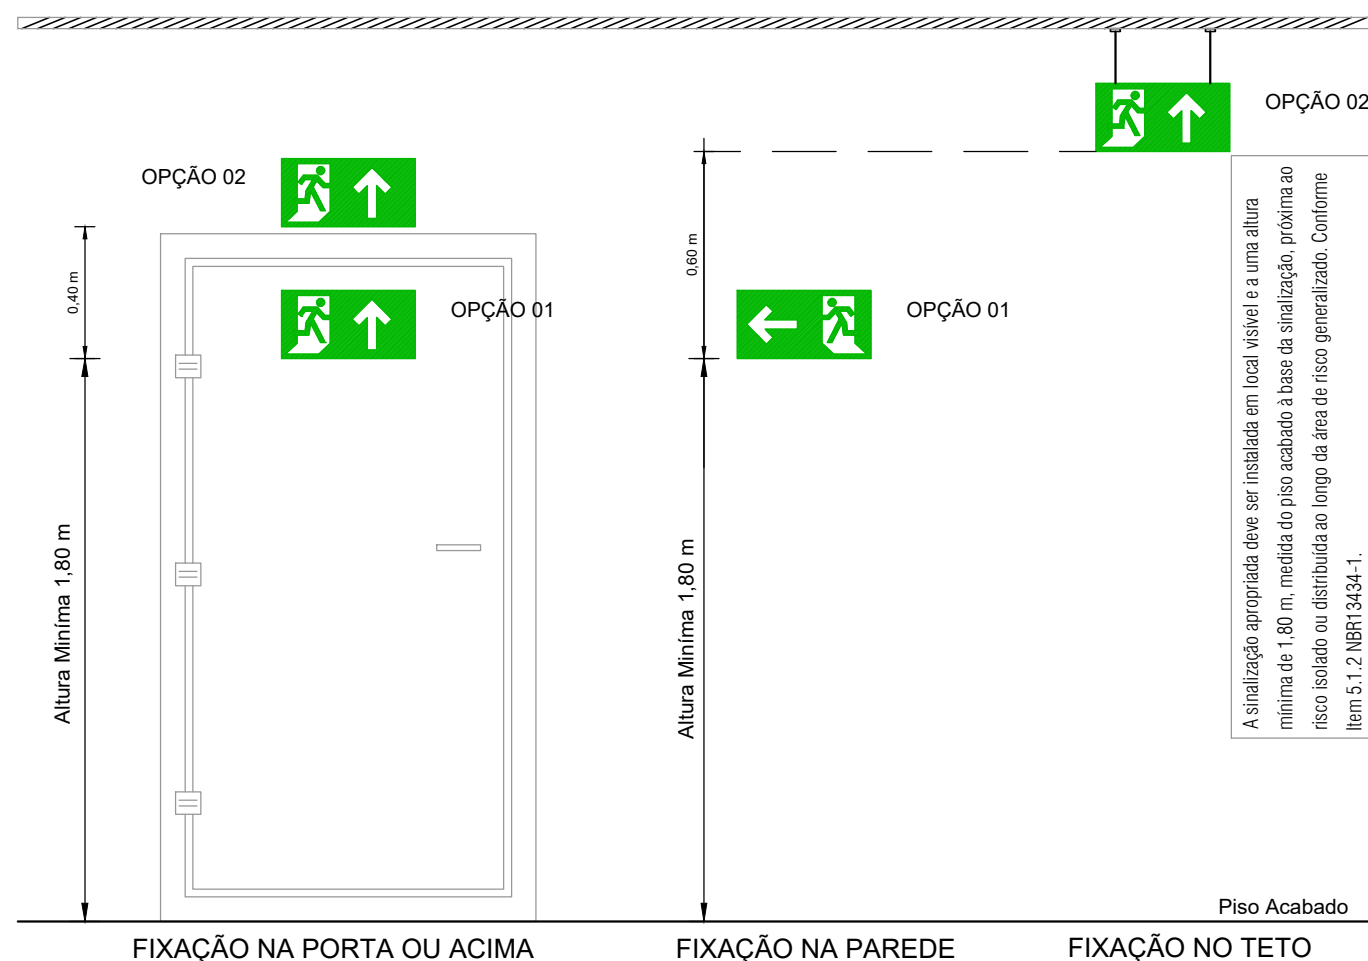 OPÇÃO 02
OPÇÃO 02
0,40 m
0,60 m
OPÇÃO 01
OPÇÃO 01
Altura Miníma 1,80 m
Altura Miníma 1,80 m
A sinalização apropriada deve ser instalada em local visível e a uma altura
mínima de 1,80 m, medida do piso acabado à base da sinalização, próxima ao
risco isolado ou distribuída ao longo da área de risco generalizado. Conforme
Item 5.1.2 NBR13434-1.
Piso Acabado
FIXAÇÃO NA PORTA OU ACIMA
FIXAÇÃO NA PAREDE
FIXAÇÃO NO TETO